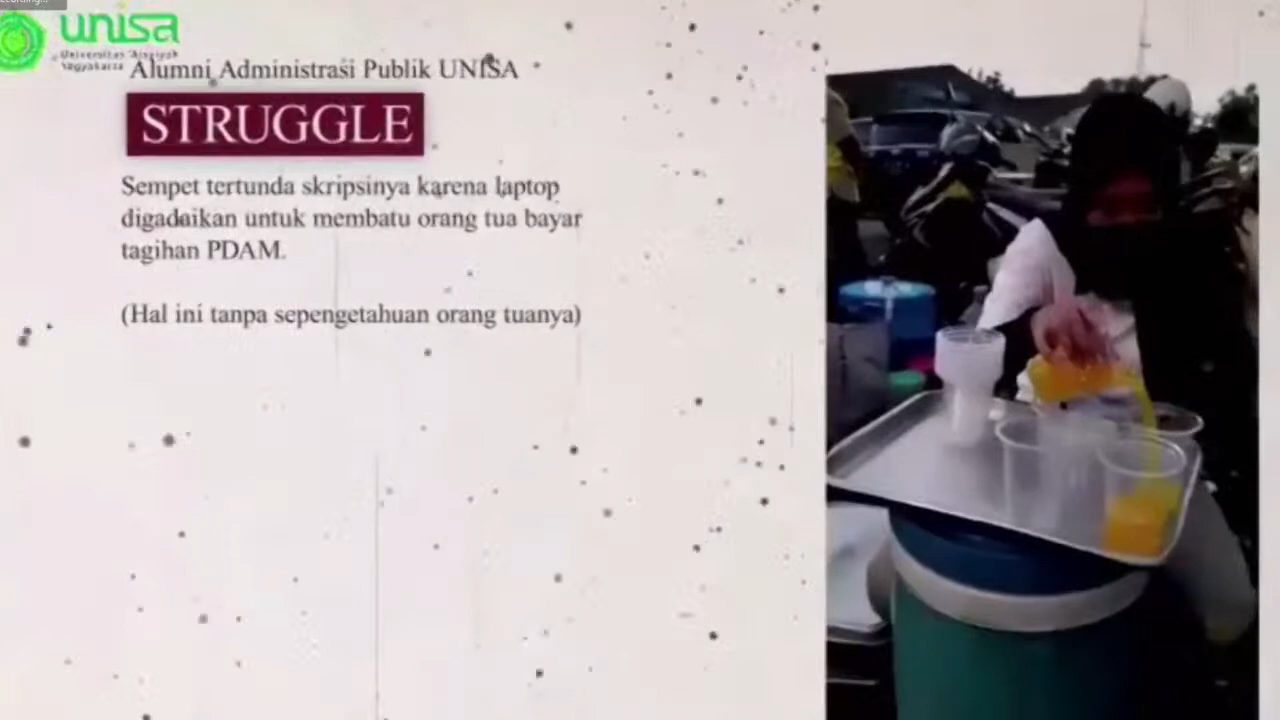 unisa
Universitas 'Aisyiyah
Yogyakarta
Alumni Administrasi Publik UNISA
STRUGGLE
Sempet tertunda skripsinya karena laptop
digadaikan untuk membatu orang tua bayar
tagihan PDAM.
(Hal ini tanpa sepengetahuan orang tuanya)